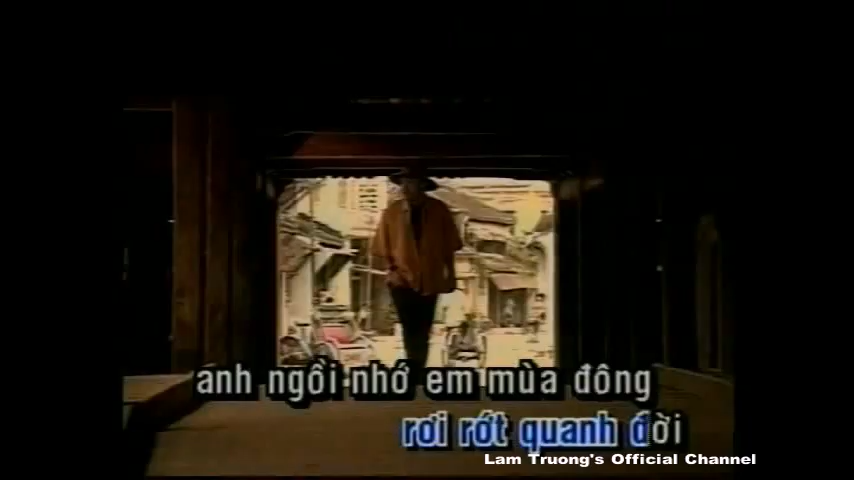 anh ngồi nhớ em mùa đông
rơi rớt quanh đời
Lam Truong's Official Channel